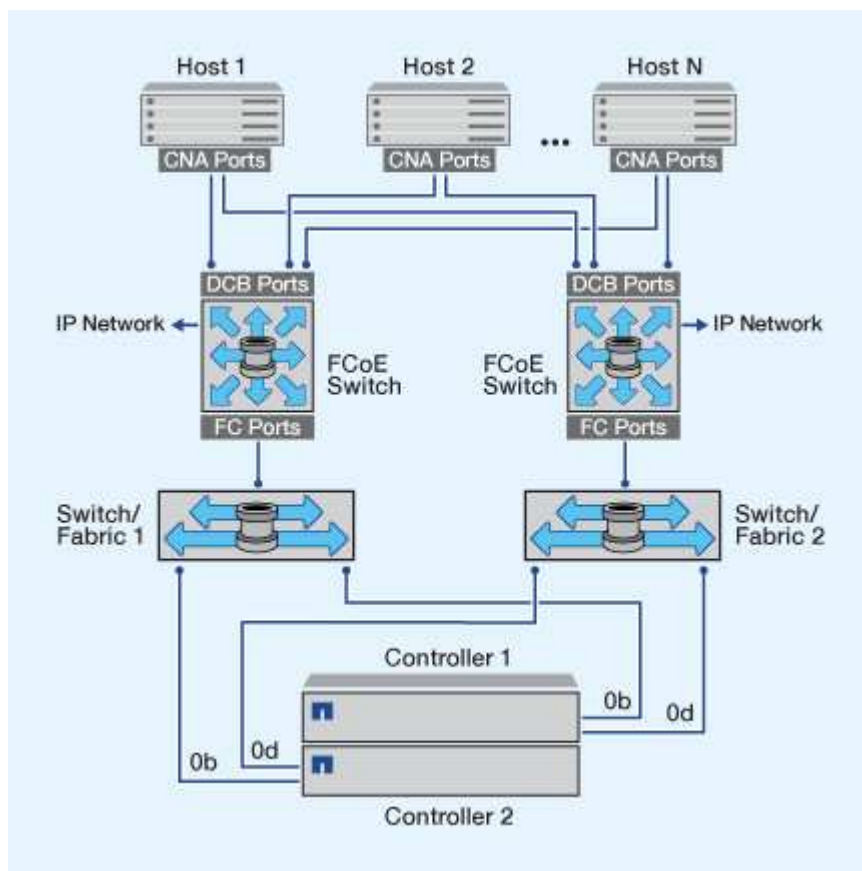 Host 1
Host 2
Host N
...
CNA Ports
CNA Ports
CNA Ports
DCB Ports
DCB Ports
IP Network
IP Network
FCoE
Switch
FCoE
Switch
FC Ports
FC Ports
Switch/
Fabric 1
Switch/
Fabric 2
Controller 1
0b
0d
0d
0b
Controller 2